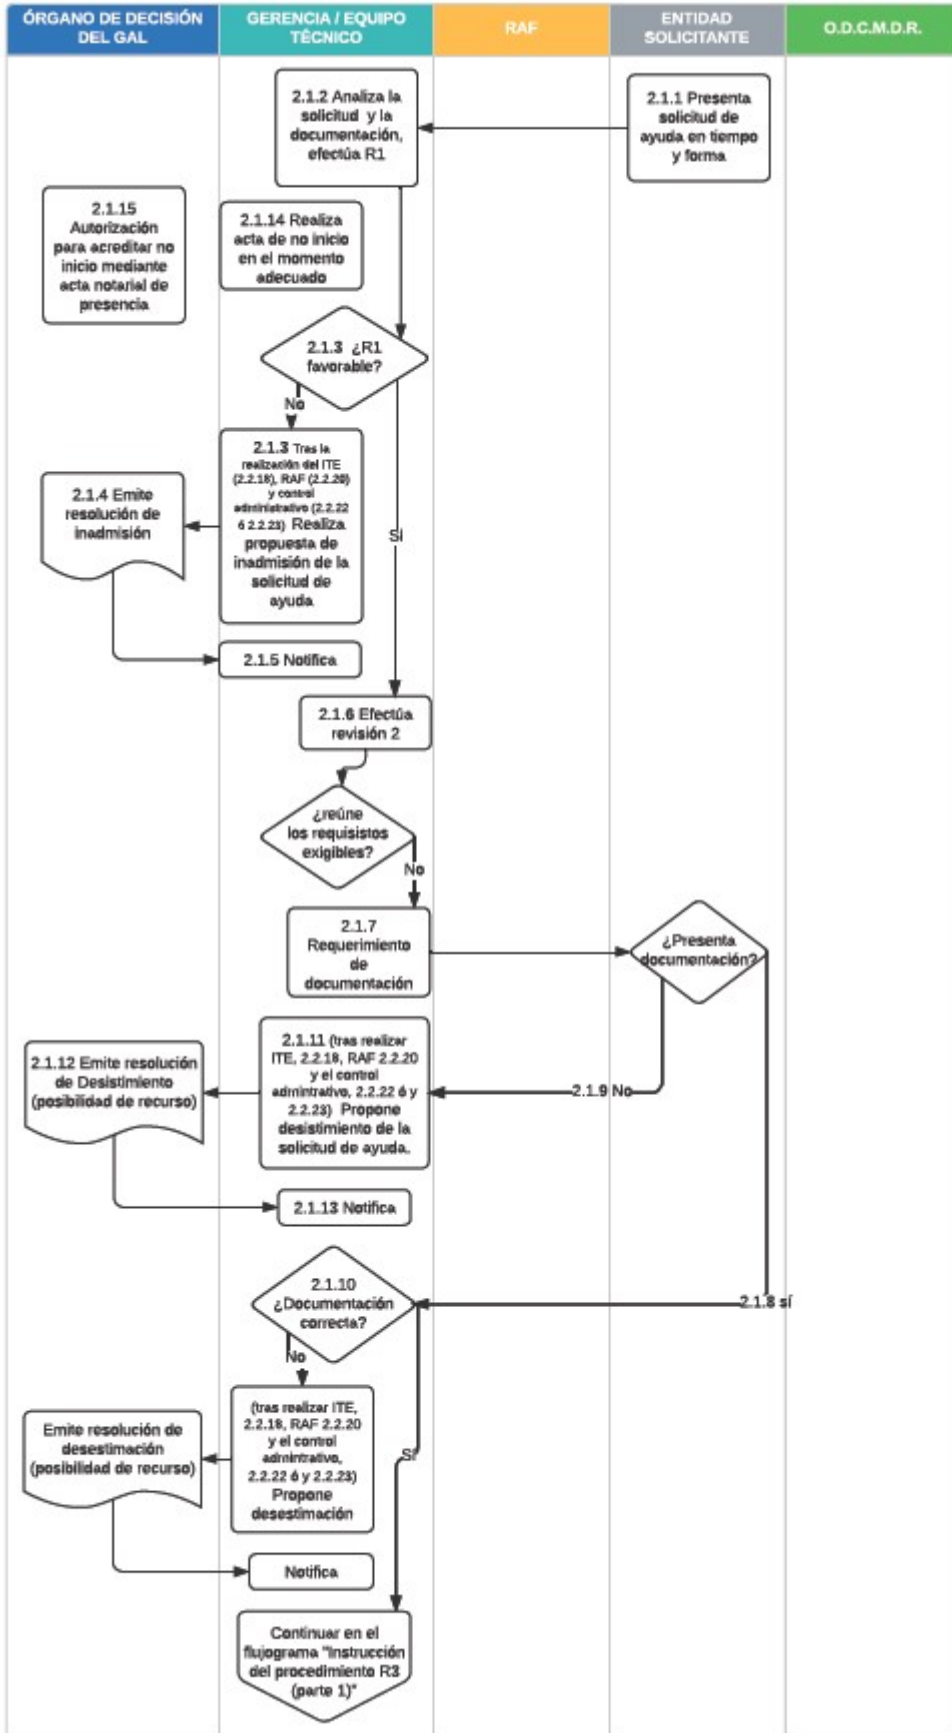 ÓRGANO DE DECISIÓN
DEL GAL
GERENCIA / EQUIPO
TÉCNICO
RAF
ENTIDAD
SOLICITANTE
O.D.C.M.D.R.
2.1.2 Analiza la
solicitud y la
documentación,
efectúa R1
2.1.1 Presenta
solicitud de
ayuda en tiempo
y forma
2.1.15
Autorización
para acreditar no
inicio mediante
acta notarial de
presencia
2.1.14 Realiza
acta de no inicio
en el momento
adecuado
2.1.3 ¿R1
favorable?
No
2.1.3 Tras la
realización del ITE
(2.2.18), RAF (2.2.20)
y control
administrativo (2.2.22
ó 2.2.23) Realiza
propuesta de
inadmisión de la
solicitud de
ayuda
2.1.4 Emite
resolución de
inadmisión
Sí
2.1.5 Notifica
2.1.6 Efectúa
revisión 2
¿reúne
los requisistos
exigibles?
No
2.1.7
Requerimiento
de
documentación
¿Presenta
documentación?
2.1.11 (tras realizar
ITE, 2.2.18, RAF 2.2.20
y el control
admintrativo, 2.2.22 ó y
2.2.23) Propone
desistimiento de la
solicitud de ayuda.
2.1.12 Emite resolución
de Desistimiento
(posibilidad de recurso)
2.1.9 No
2.1.13 Notifica
2.1.10
¿Documentación
correcta?
2.1.8 sí
No
(tras realizar ITE,
2.2.18, RAF 2.2.20
y el control
admintrativo,
2.2.22 ó y 2.2.23)
Propone
desestimación
Emite resolución de
desestimación
(posibilidad de recurso)
Sí
Notifica
Continuar en el
flujograma "Instrucción
del procedimiento R3
(parte 1)"